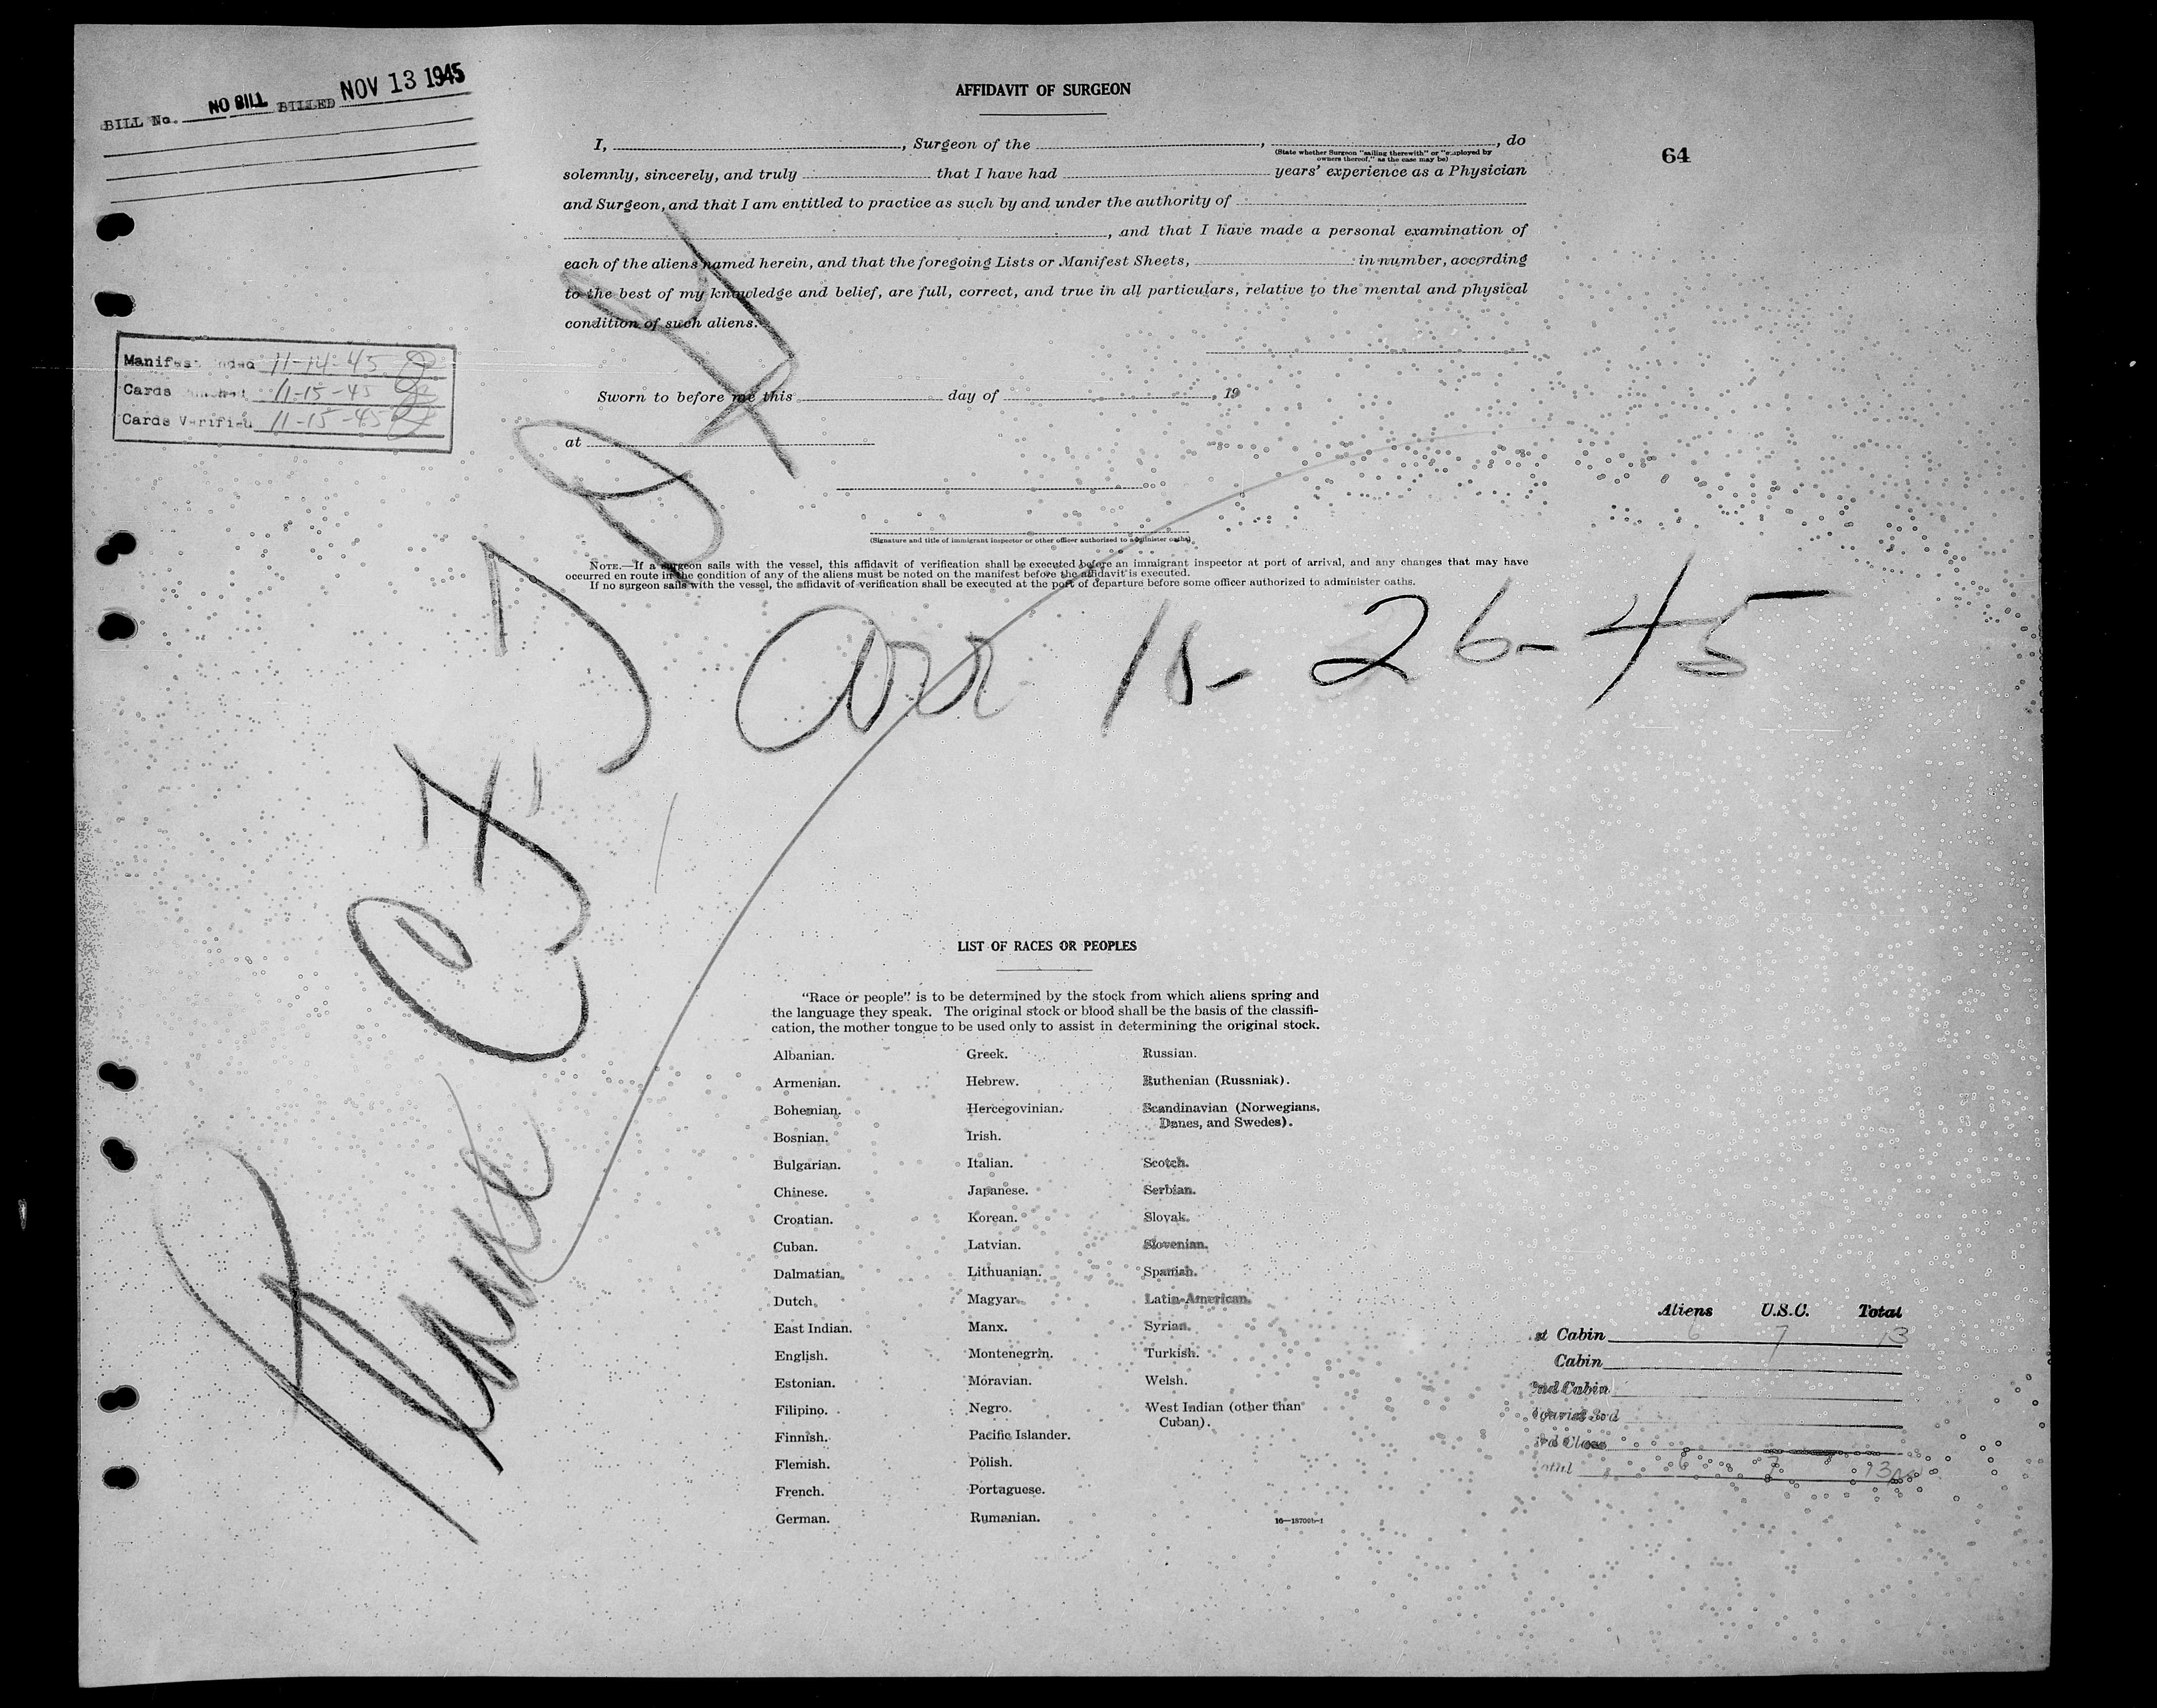 BILL No. NO BILL BILLED NOV 13 1945
AFFIDAVIT OF SURGEON
64
I, , Surgeon of the , , do
(State whether Surgeon "sailing therewith" or "employed by
owners thereof," as the case may be)
solemnly, sincerely, and truly that I have had years' experience as a Physician
and Surgeon, and that I am entitled to practice as such by and under the authority of
, and that I have made a personal examination of
each of the aliens named herein, and that the foregoing Lists or Manifest Sheets, in number, according
to the best of my knowledge and belief, are full, correct, and true in all particulars, relative to the mental and physical
condition of such aliens.
Manifest 11-14-45
Cards 11-15-45
Cards Verified 11-15-45
Sworn to before me this day of , 19
at
(Signature and title of immigrant inspector or other officer authorized to administer oaths)
NOTE.—If a surgeon sails with the vessel, this affidavit of verification shall be executed before an immigrant inspector at port of arrival, and any changes that may have
occurred en route in the condition of any of the aliens must be noted on the manifest before the affidavit is executed.
If no surgeon sails with the vessel, the affidavit of verification shall be executed at the port of departure before some officer authorized to administer oaths.
Plane
arr 26-45
LIST OF RACES OR PEOPLES
"Race or people" is to be determined by the stock from which aliens spring and
the language they speak. The original stock or blood shall be the basis of the classifi-
cation, the mother tongue to be used only to assist in determining the original stock.
Albanian.
Armenian.
Bohemian.
Bosnian.
Bulgarian.
Chinese.
Croatian.
Cuban.
Dalmatian.
Dutch.
East Indian.
English.
Estonian.
Filipino.
Finnish.
Flemish.
French.
German.
Greek.
Hebrew.
Hercegovinian.
Irish.
Italian.
Japanese.
Korean.
Latvian.
Lithuanian.
Magyar.
Manx.
Montenegrin.
Moravian.
Negro.
Pacific Islander.
Polish.
Portuguese.
Rumanian.
Russian.
Ruthenian (Russniak).
Scandinavian (Norwegians,
Danes, and Swedes).
Scotch.
Serbian.
Slovak.
Slovenian.
Spanish.
Latin-American.
Syrian.
Turkish.
Welsh.
West Indian (other than
Cuban).
Aliens U.S.C. Total
st Cabin 6 7 13
Cabin
2nd Cabin
3rd
3rd Class
Total 6 7 13